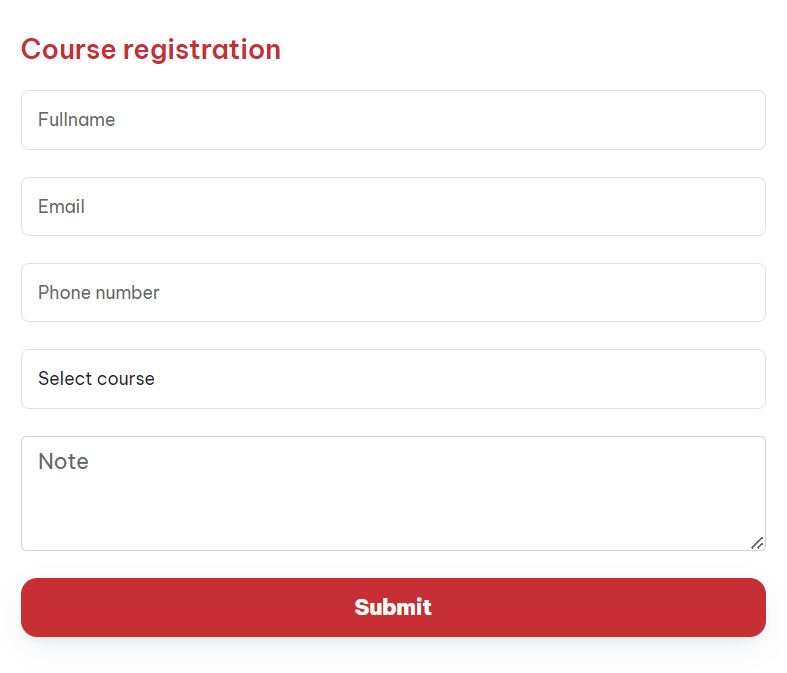 Course registration
Fullname
Email
Phone number
Select course
Note
Submit